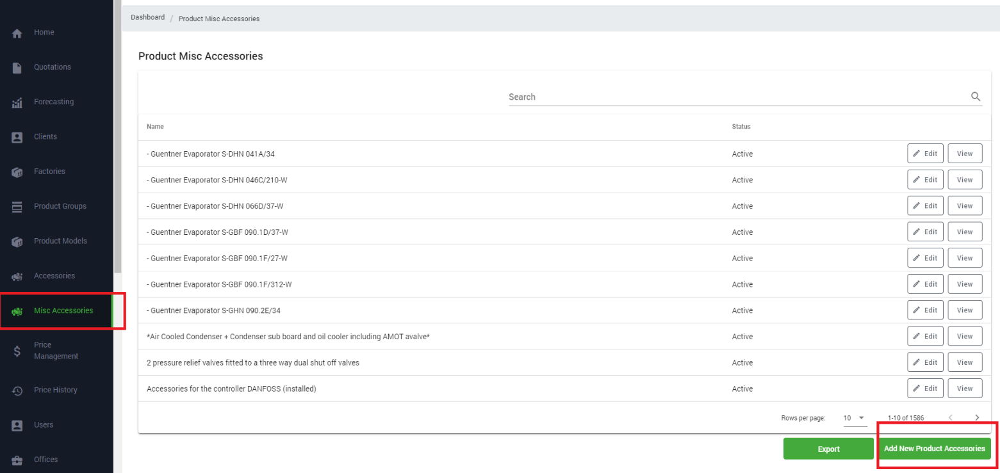 Dashboard / Product Misc Accessories
Home
Quotations
Forecasting
Clients
Factories
Product Groups
Product Models
Accessories
Misc Accessories
Price
Management
Price History
Users
Offices
Product Misc Accessories
Search
Name Status
- Guentner Evaporator S-DHN 041A/34 Active Edit View
- Guentner Evaporator S-DHN 046C/210-W Active Edit View
- Guentner Evaporator S-DHN 066D/37-W Active Edit View
- Guentner Evaporator S-GBF 090.1D/37-W Active Edit View
- Guentner Evaporator S-GBF 090.1F/27-W Active Edit View
- Guentner Evaporator S-GBF 090.1F/312-W Active Edit View
- Guentner Evaporator S-GHN 090.2E/34 Active Edit View
*Air Cooled Condenser + Condenser sub board and oil cooler including AMOT avalve* Active Edit View
2 pressure relief valves fitted to a three way dual shut off valves Active Edit View
Accessories for the controller DANFOSS (installed) Active Edit View
Rows per page: 10 1-10 of 1586
Export Add New Product Accessories